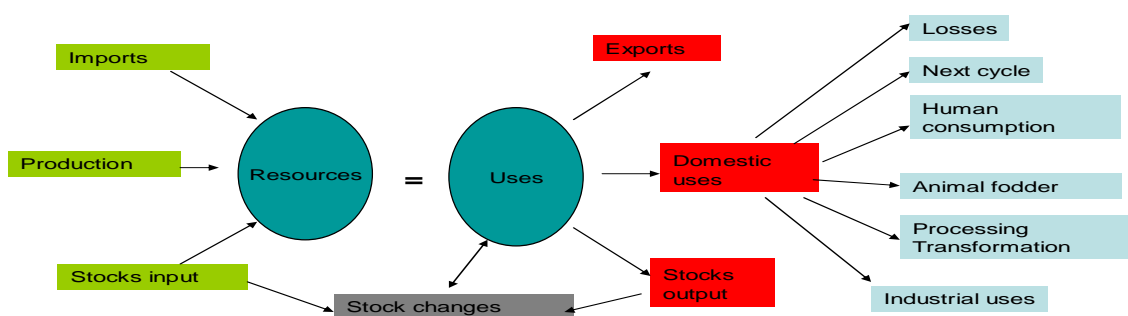 Imports
Production
Stocks input
Resources
=
Uses
Stock changes
Exports
Domestic
uses
Stocks
output
Losses
Next cycle
Human
consumption
Animal fodder
Processing
Transformation
Industrial uses